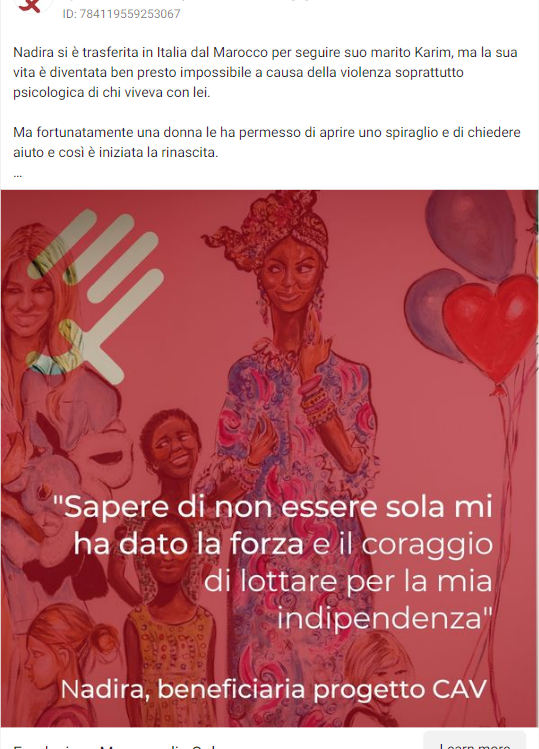 ID: 784119559253067
Nadira si è trasferita in Italia dal Marocco per seguire suo marito Karim, ma la sua
vita è diventata ben presto impossibile a causa della violenza soprattutto
psicologica di chi viveva con lei.
Ma fortunatamente una donna le ha permesso di aprire uno spiraglio e di chiedere
aiuto e così è iniziata la rinascita.
...
"Sapere di non essere sola mi
ha dato la forza e il coraggio
di lottare per la mia
indipendenza"
Nadira, beneficiaria progetto CAV
Learn more